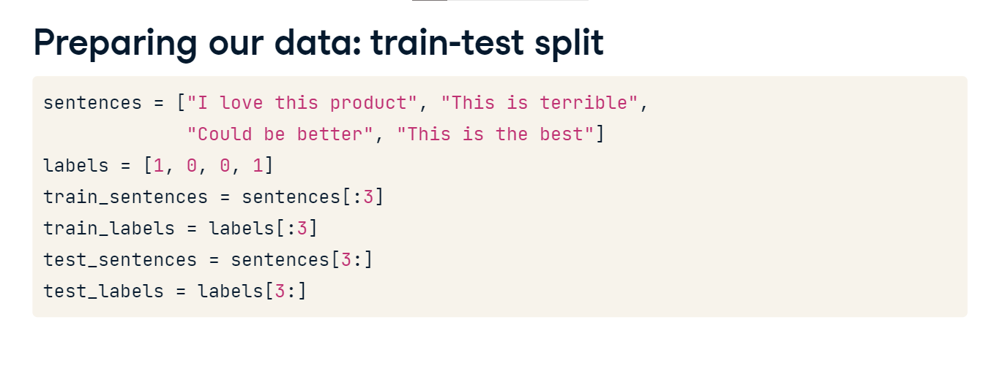 Preparing our data: train-test split
sentences = ["I love this product", "This is terrible",
"Could be better", "This is the best"]
labels = [1, 0, 0, 1]
train_sentences = sentences[:3]
train_labels = labels[:3]
test_sentences = sentences[3:]
test_labels = labels[3:]